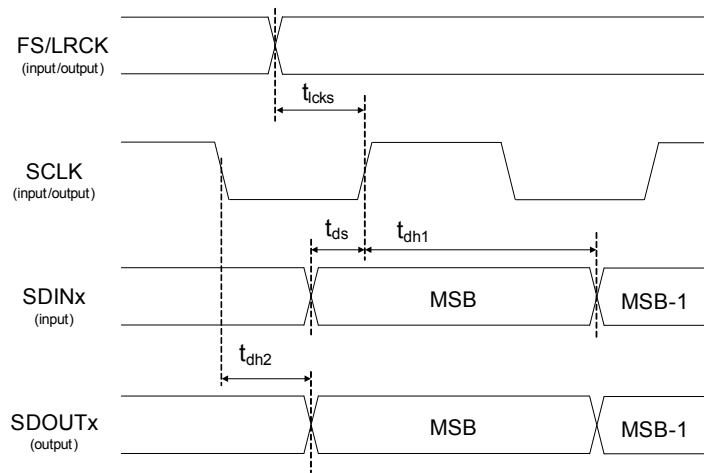 FS/LRCK
(input/output)
t_lcks
SCLK
(input/output)
t_ds
t_dh1
SDINx
(input)
MSB
MSB-1
t_dh2
SDOUTx
(output)
MSB
MSB-1